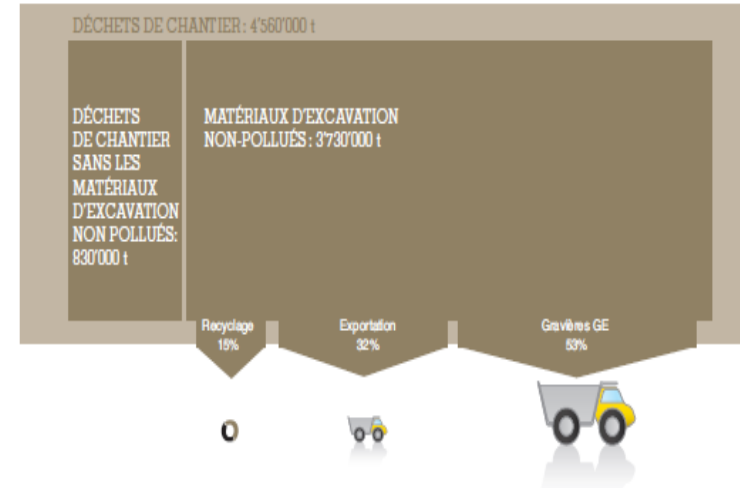 DÉCHETS DE CHANTIER : 4'560'000 t
DÉCHETS
DE CHANTIER
SANS LES
MATÉRIAUX
D'EXCAVATION
NON POLLUÉS:
830'000 t
MATÉRIAUX D'EXCAVATION
NON-POLLUÉS : 3'730'000 t
Recyclage
15%
Exportation
32%
Gravières GE
53%